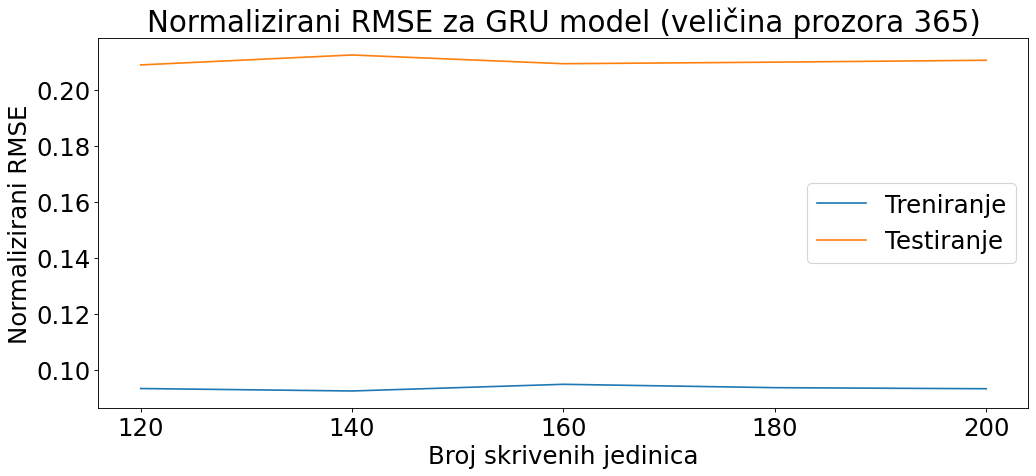 Normalizirani RMSE za GRU model (veličina prozora 365)
Normalizirani RMSE
0.20
0.18
0.16
0.14
0.12
0.10
Treniranje
Testiranje
120 140 160 180 200
Broj skrivenih jedinica